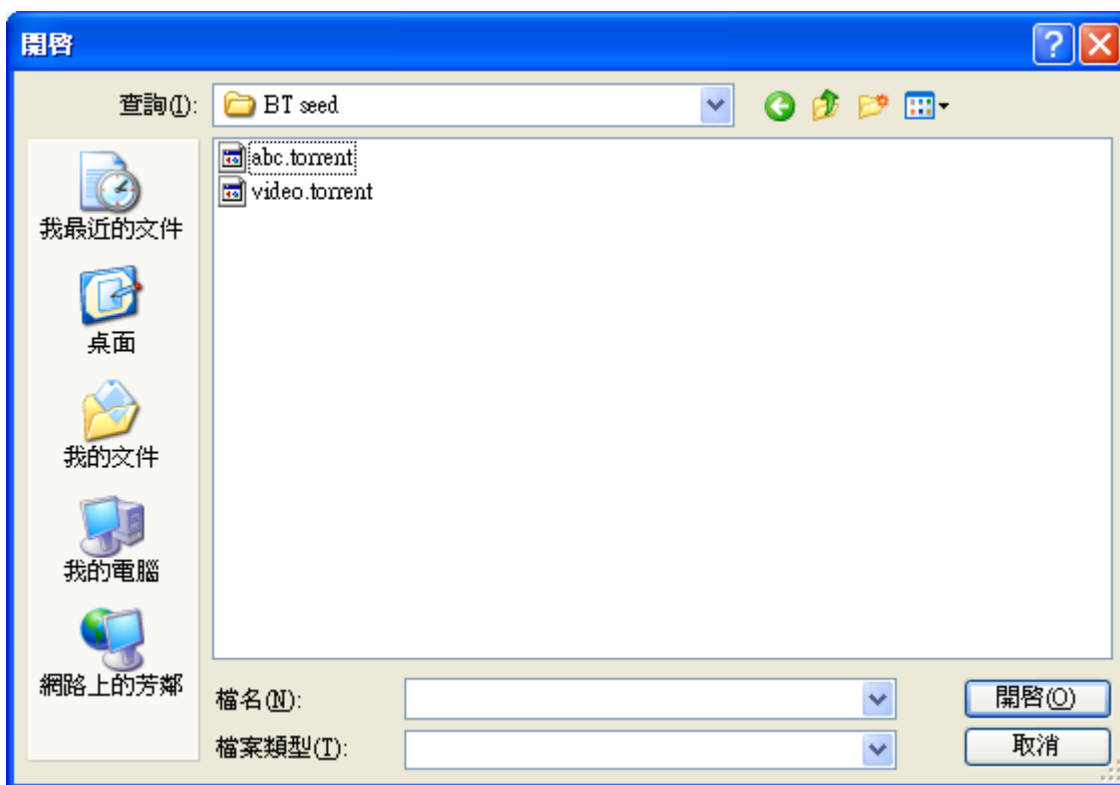 開啓
查詢(I):
BT seed
abc.torrent
video.torrent
我最近的文件
桌面
我的文件
我的電腦
網路上的芳鄰
檔名(N):
開啓(O)
檔案類型(T):
取消